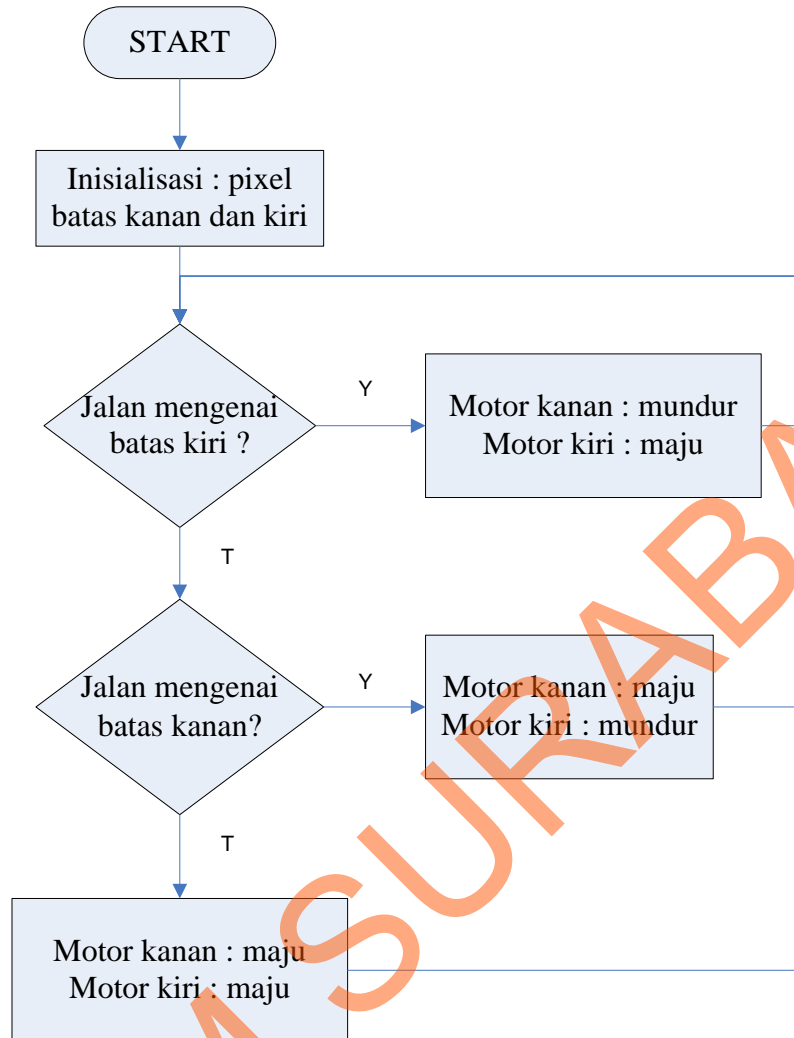 START
Inisialisasi : pixel
batas kanan dan kiri
Jalan mengenai
batas kiri ?
Y
Motor kanan : mundur
Motor kiri : maju
T
Jalan mengenai
batas kanan?
Y
Motor kanan : maju
Motor kiri : mundur
T
Motor kanan : maju
Motor kiri : maju
M SURABA